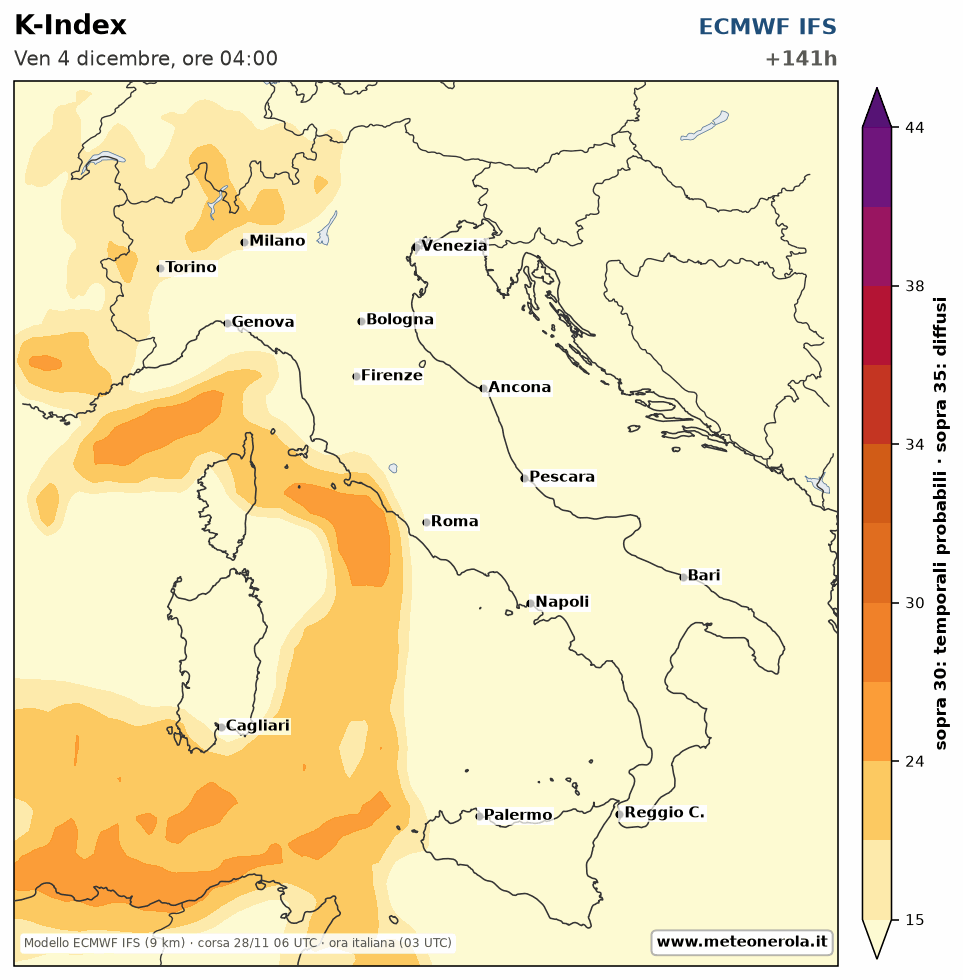 K-Index
ECMWF IFS
Ven 4 dicembre, ore 04:00
+141h
44
38
34
30
24
15
sopra 30: temporali probabili · sopra 35: diffusi
Milano
Venezia
Torino
Genova
Bologna
Firenze
Ancona
Pescara
Roma
Bari
Napoli
Cagliari
Palermo
Reggio C.
Modello ECMWF IFS (9 km) · corsa 28/11 06 UTC · ora italiana (03 UTC)
www.meteonerola.it